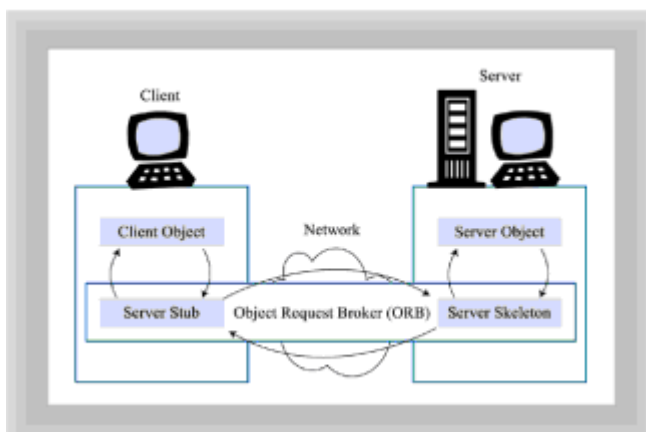 Server
Client
Network
Client Object
Server Object
Server Stub
Object Request Broker (ORB)
Server Skeleton